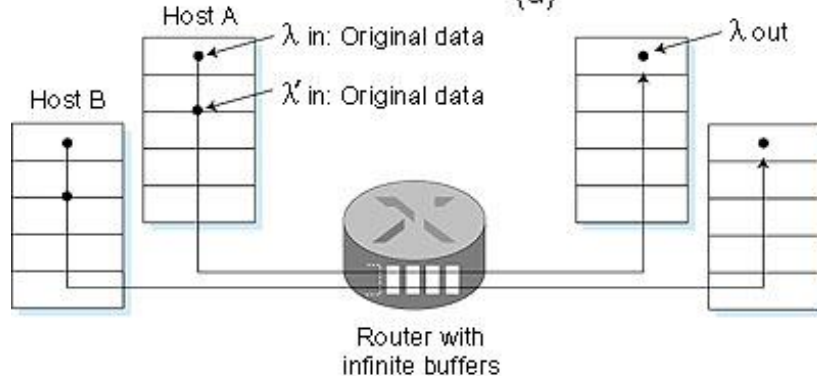 (a)
Host A
λ in: Original data
λ out
λ' in: Original data
Host B
Router with
infinite buffers